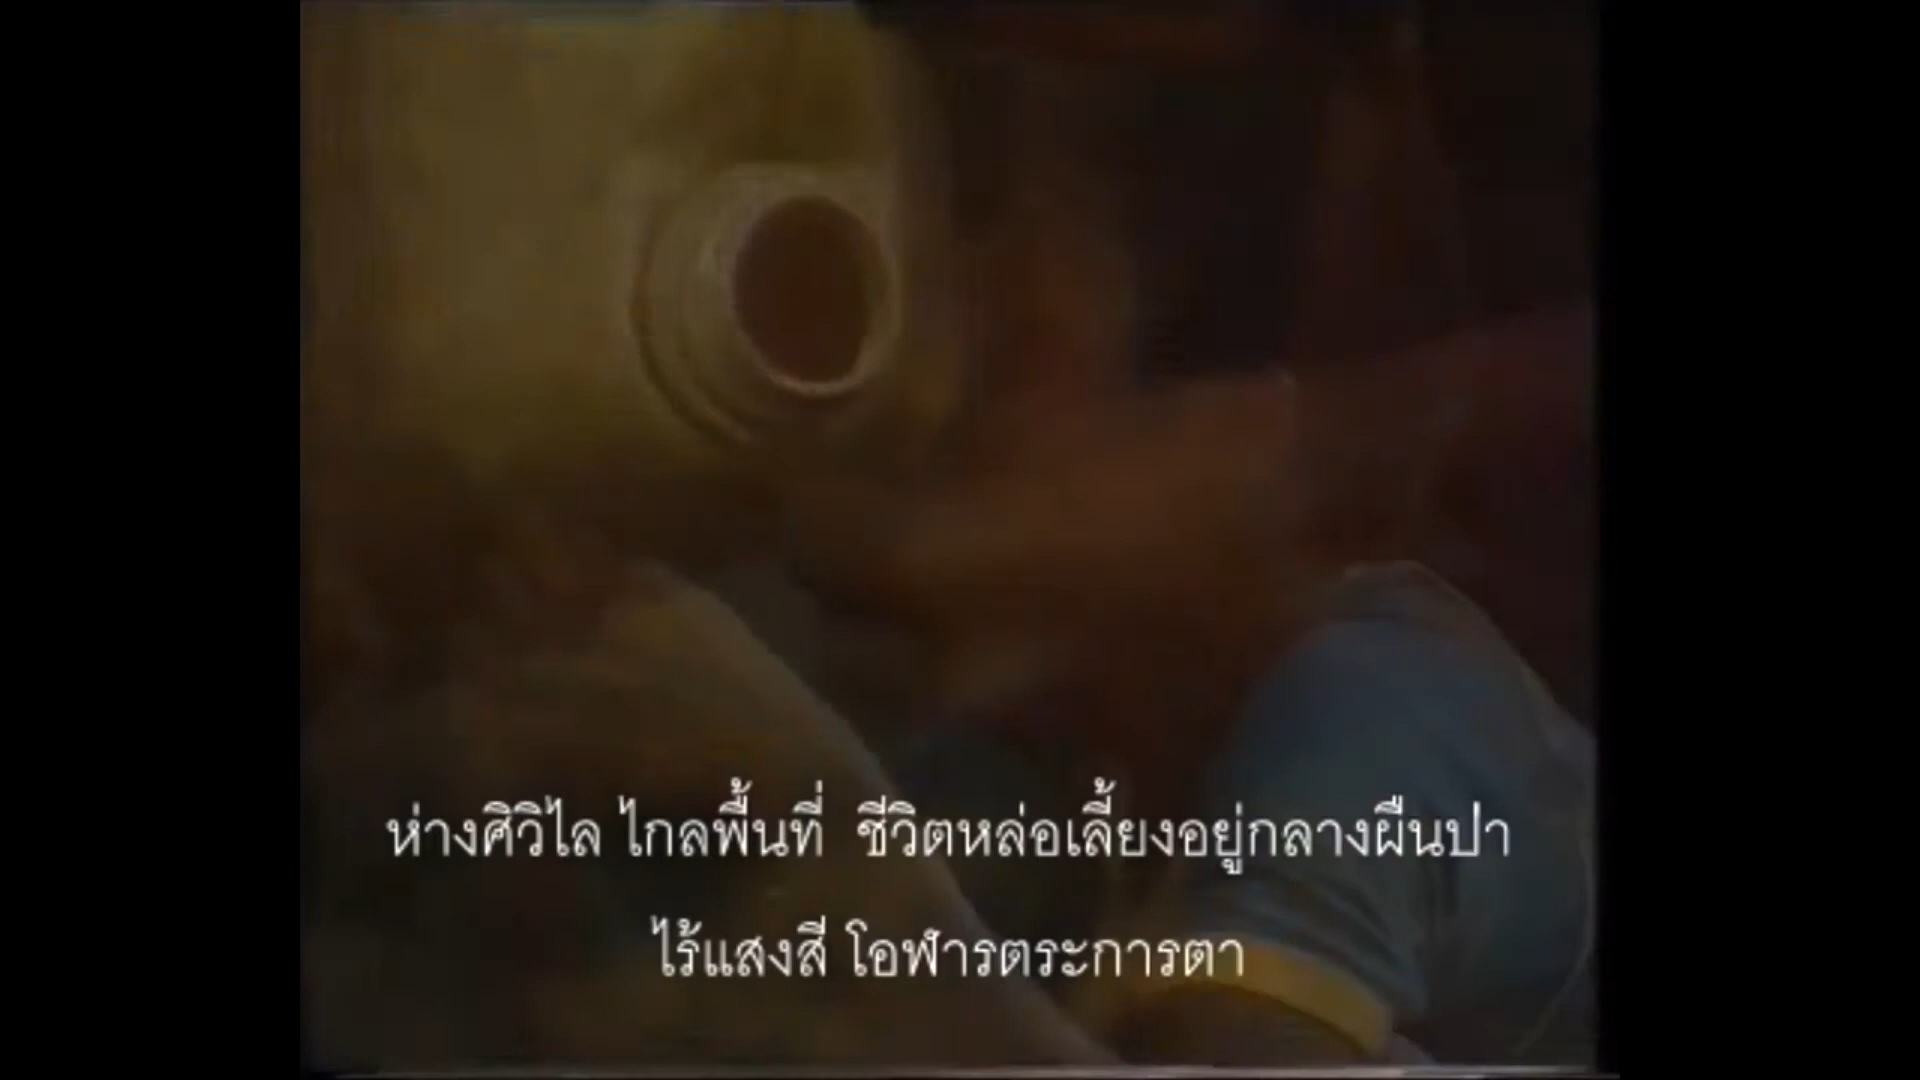 ห่างศิวิไล ไกลพื้นที่ ชีวิตหล่อเลี้ยงอยู่กลางผืนป่า
ไร้แสงสี โอฬารตระการตา